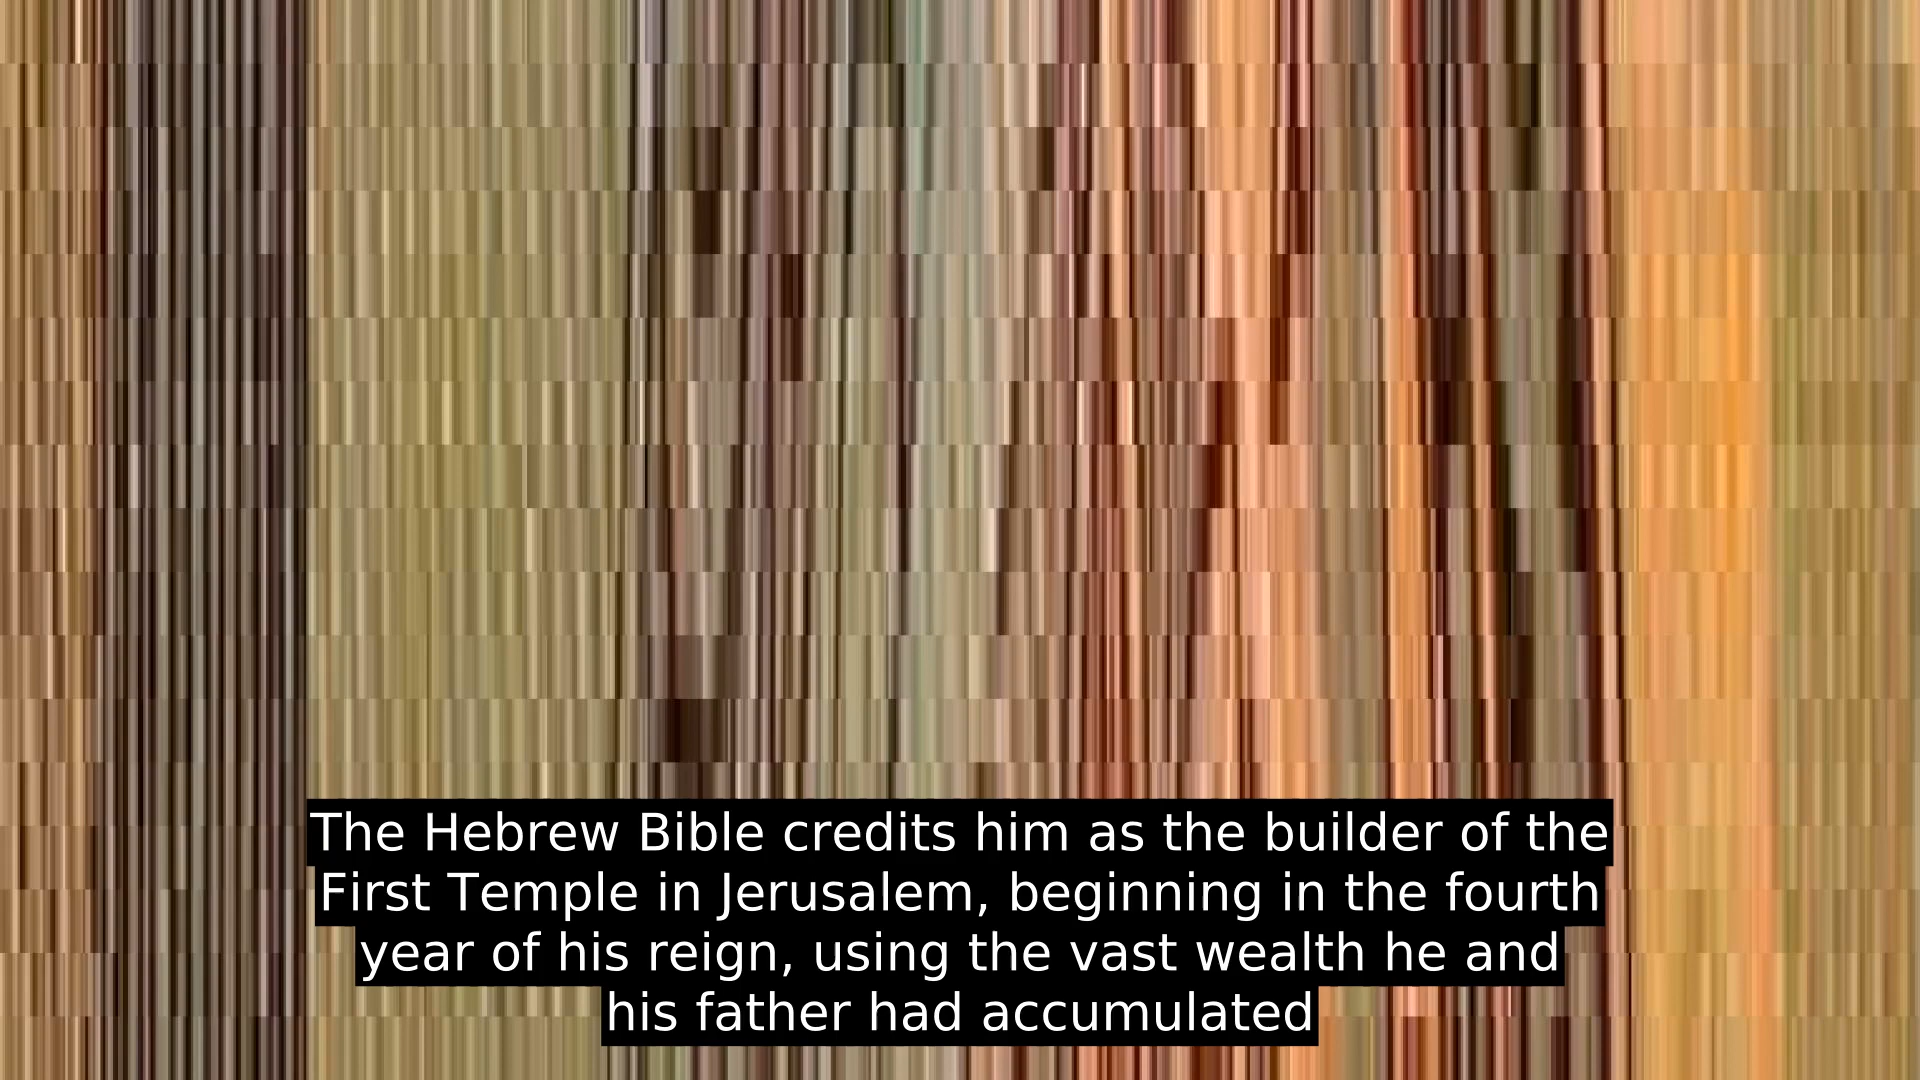 The Hebrew Bible credits him as the builder of the
First Temple in Jerusalem, beginning in the fourth
year of his reign, using the vast wealth he and
his father had accumulated